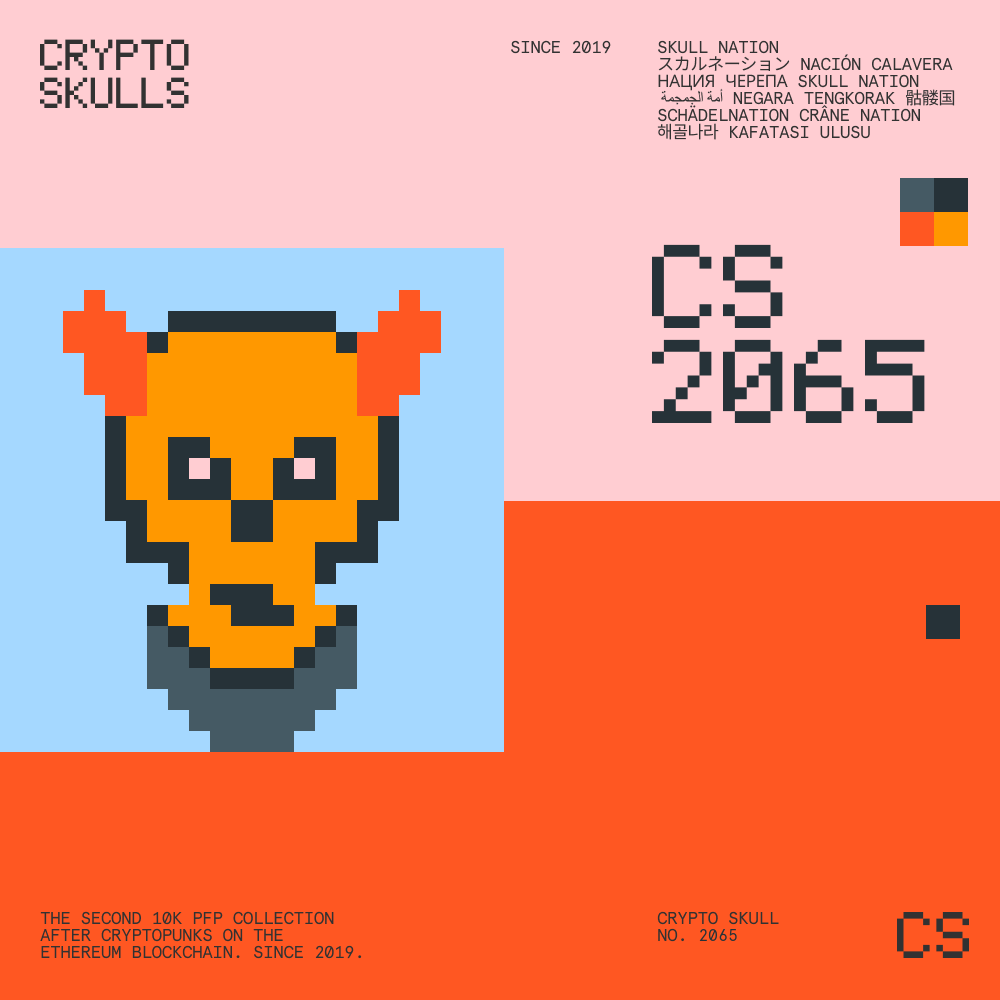 CRYPTO
SKULLS
SINCE 2019
SKULL NATION
スカルネーション NACIÓN CALAVERA
НАЦИЯ ЧЕРЕПА SKULL NATION
أمة الجمجمة NEGARA TENGKORAK 骷髅国
SCHÄDELNATION CRÂNE NATION
해골나라 KAFATASI ULUSU
CS
2065
THE SECOND 10K PFP COLLECTION
AFTER CRYPTOPUNKS ON THE
ETHEREUM BLOCKCHAIN. SINCE 2019.
CRYPTO SKULL
NO. 2065
CS